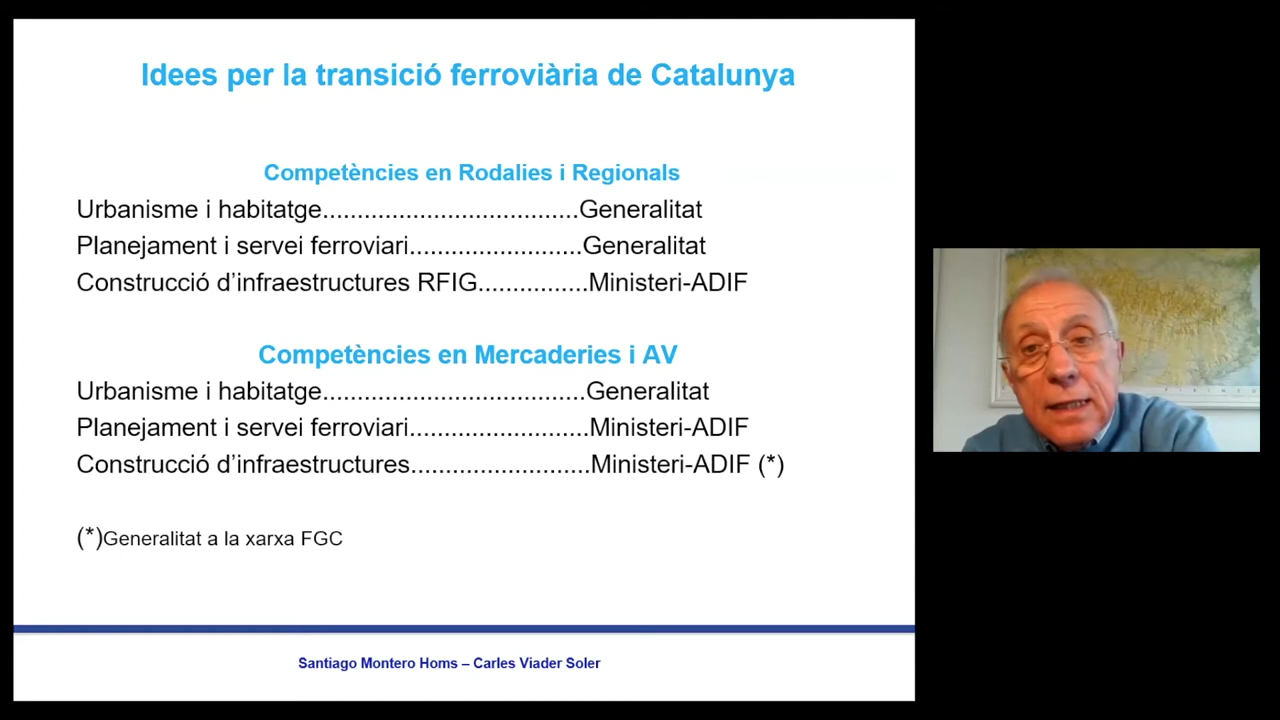 Idees per la transició ferroviària de Catalunya
Competències en Rodalies i Regionals
Urbanisme i habitatge.....................................Generalitat
Planejament i servei ferroviari.........................Generalitat
Construcció d’infraestructures RFIG................Ministeri-ADIF
Competències en Mercaderies i AV
Urbanisme i habitatge......................................Generalitat
Planejament i servei ferroviari..........................Ministeri-ADIF
Construcció d’infraestructures..........................Ministeri-ADIF (*)
(*)Generalitat a la xarxa FGC
Santiago Montero Homs – Carles Viader Soler